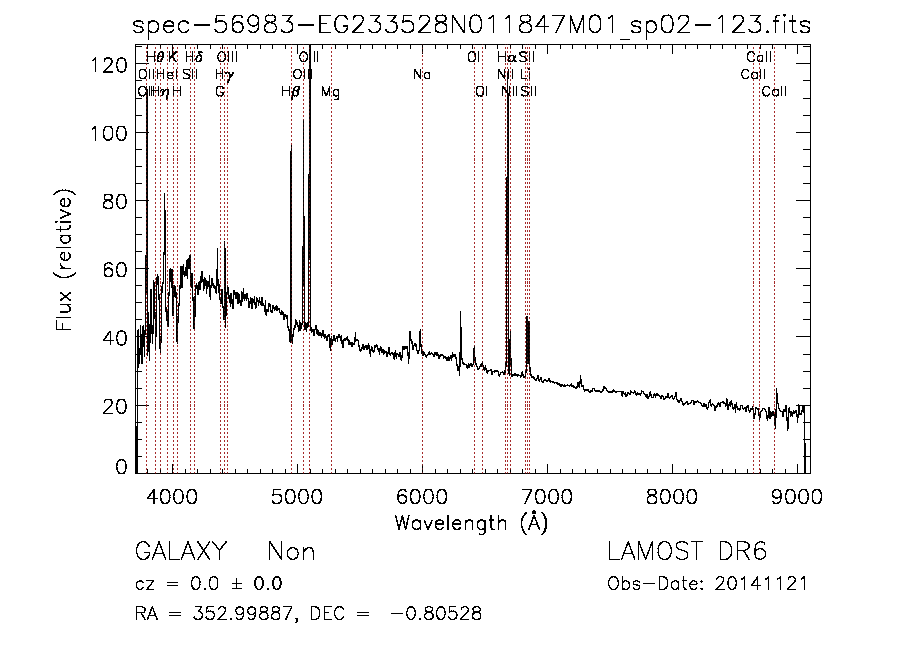 spec-56983-EG233528N011847M01_sp02-123.fits
Hθ K Hδ OIII OIII Hα SII CaII
OII HeI SII Hγ OIII Na OI NII Li CaII
OII Hη H G Hβ Mg OI NII SII CaII
120
100
80
60
40
20
0
Flux (relative)
4000 5000 6000 7000 8000 9000
Wavelength (Å)
GALAXY Non LAMOST DR6
cz = 0.0 ± 0.0 Obs-Date: 20141121
RA = 352.99887, DEC = -0.80528